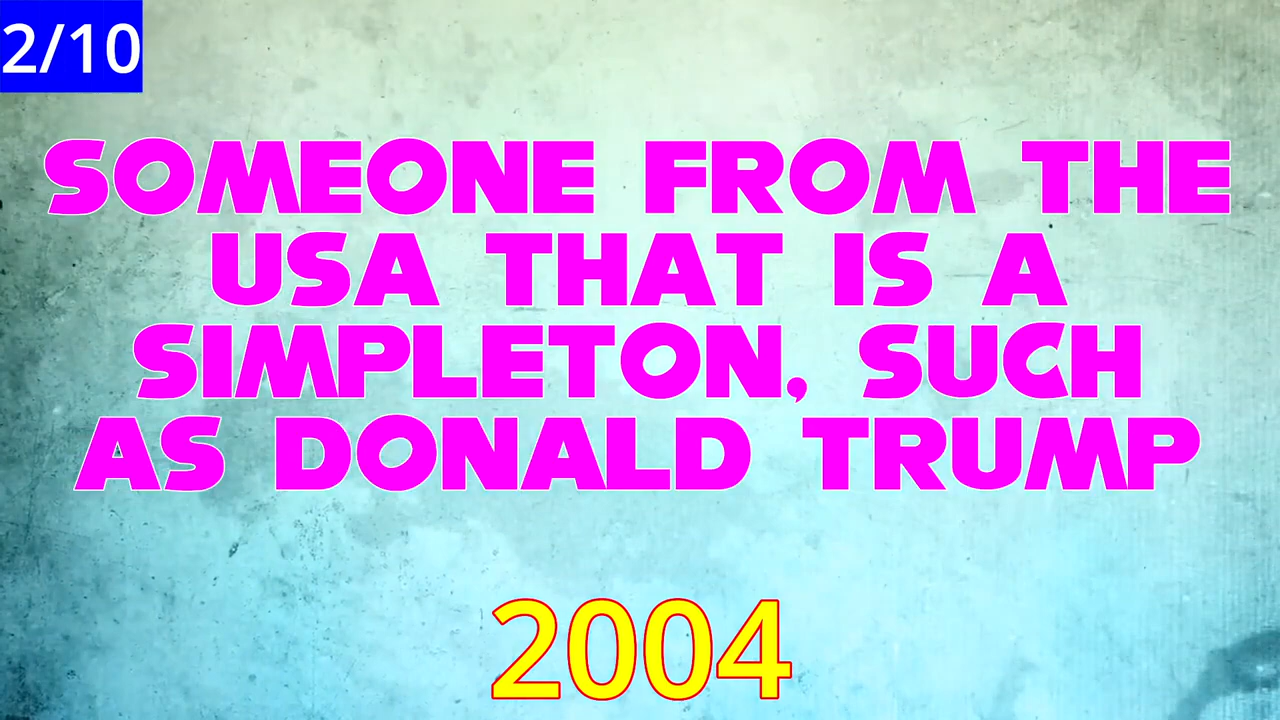 2/10
SOMEONE FROM THE
USA THAT IS A
SIMPLETON, SUCH
AS DONALD TRUMP
2004